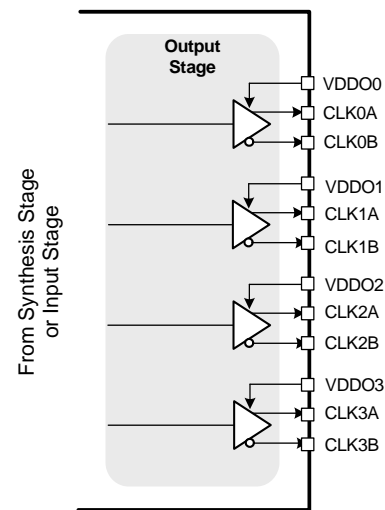 Output
Stage
VDDO0
CLK0A
CLK0B
VDDO1
CLK1A
CLK1B
From Synthesis Stage
or Input Stage
VDDO2
CLK2A
CLK2B
VDDO3
CLK3A
CLK3B